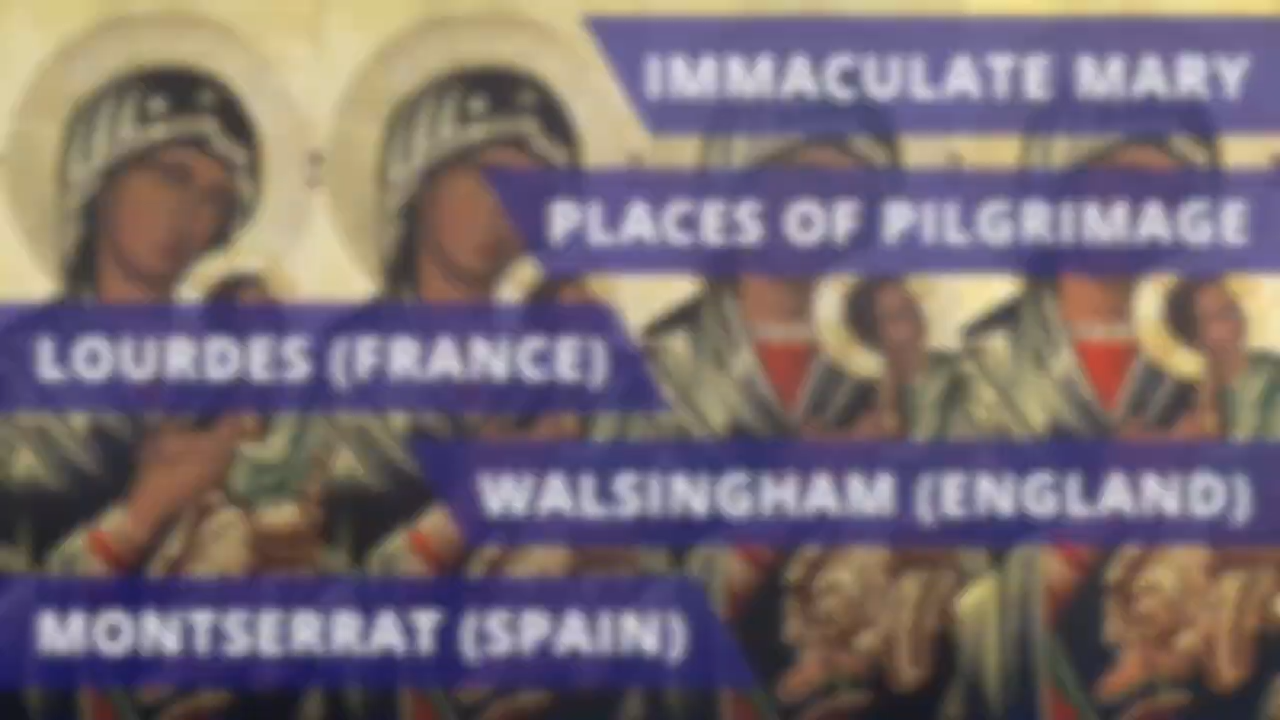 IMMACULATE MARY
PLACES OF PILGRIMAGE
LOURDES (FRANCE)
WALSINGHAM (ENGLAND)
MONTSERRAT (SPAIN)